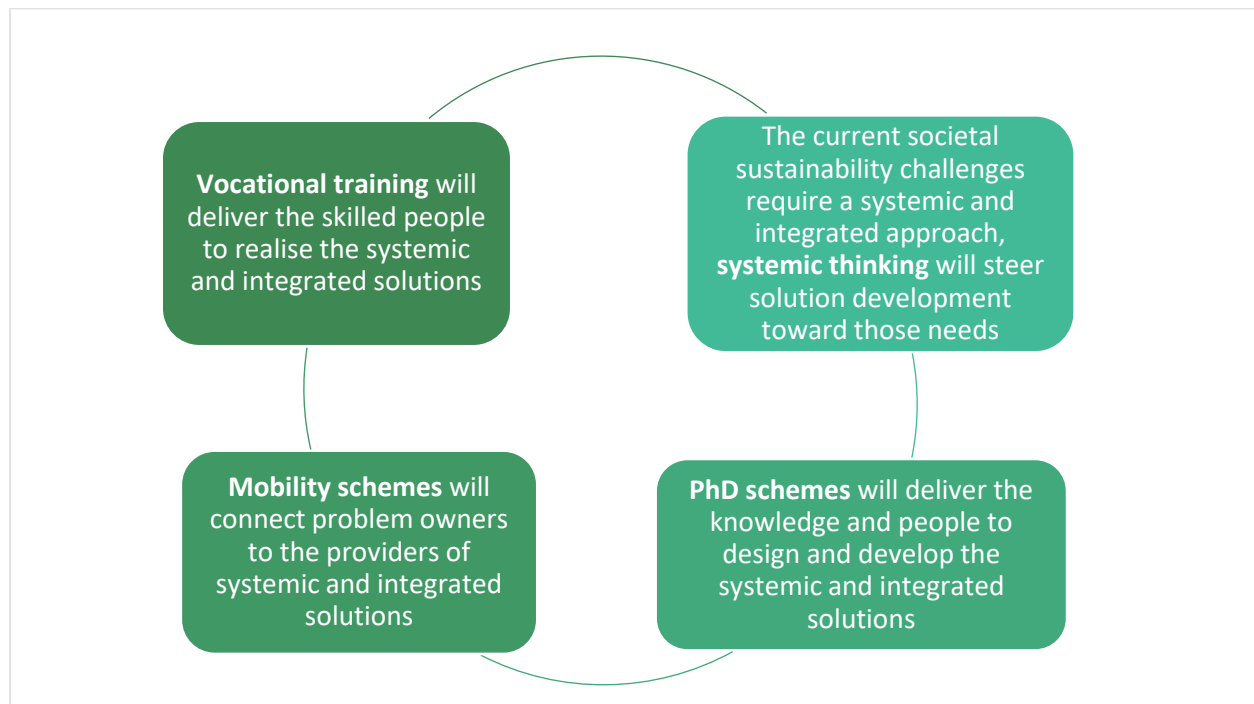 Vocational training will
deliver the skilled people
to realise the systemic
and integrated solutions
The current societal
sustainability challenges
require a systemic and
integrated approach,
systemic thinking will steer
solution development
toward those needs
Mobility schemes will
connect problem owners
to the providers of
systemic and integrated
solutions
PhD schemes will deliver the
knowledge and people to
design and develop the
systemic and integrated
solutions